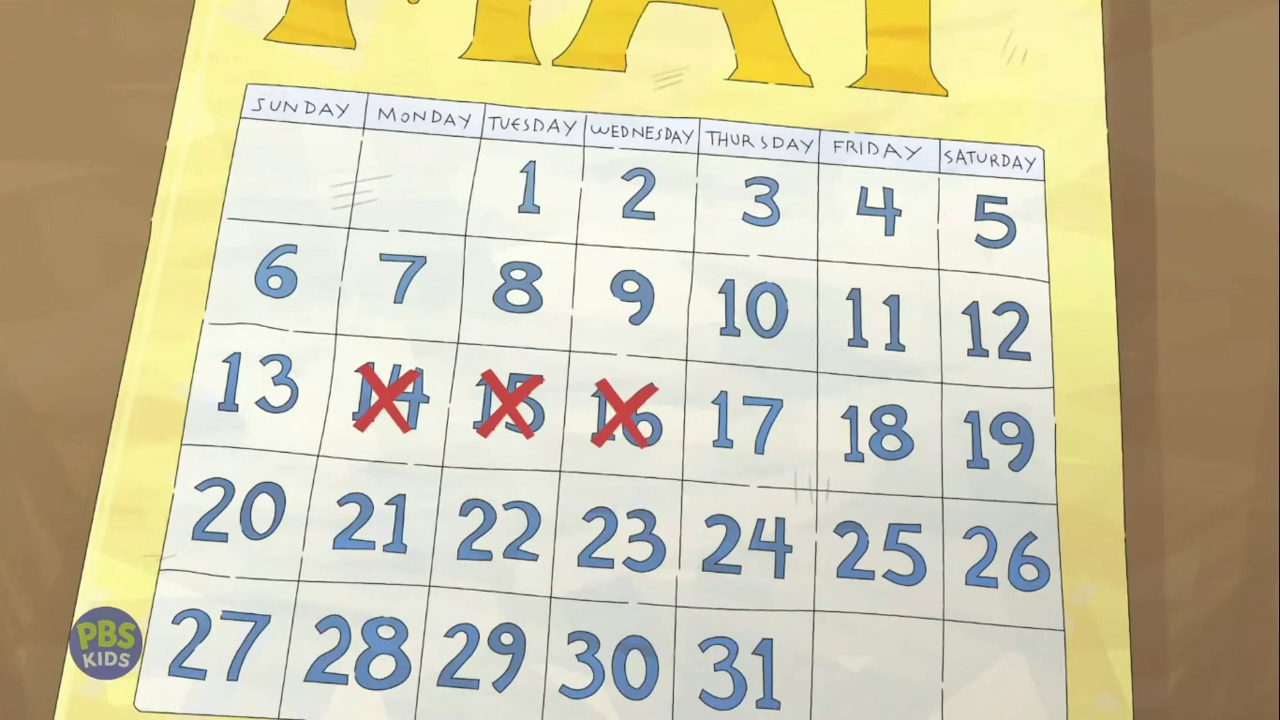 MAY
SUNDAY MONDAY TUESDAY WEDNESDAY THURSDAY FRIDAY SATURDAY
1 2 3 4 5
6 7 8 9 10 11 12
13 14 15 16 17 18 19
20 21 22 23 24 25 26
27 28 29 30 31
PBS
KIDS